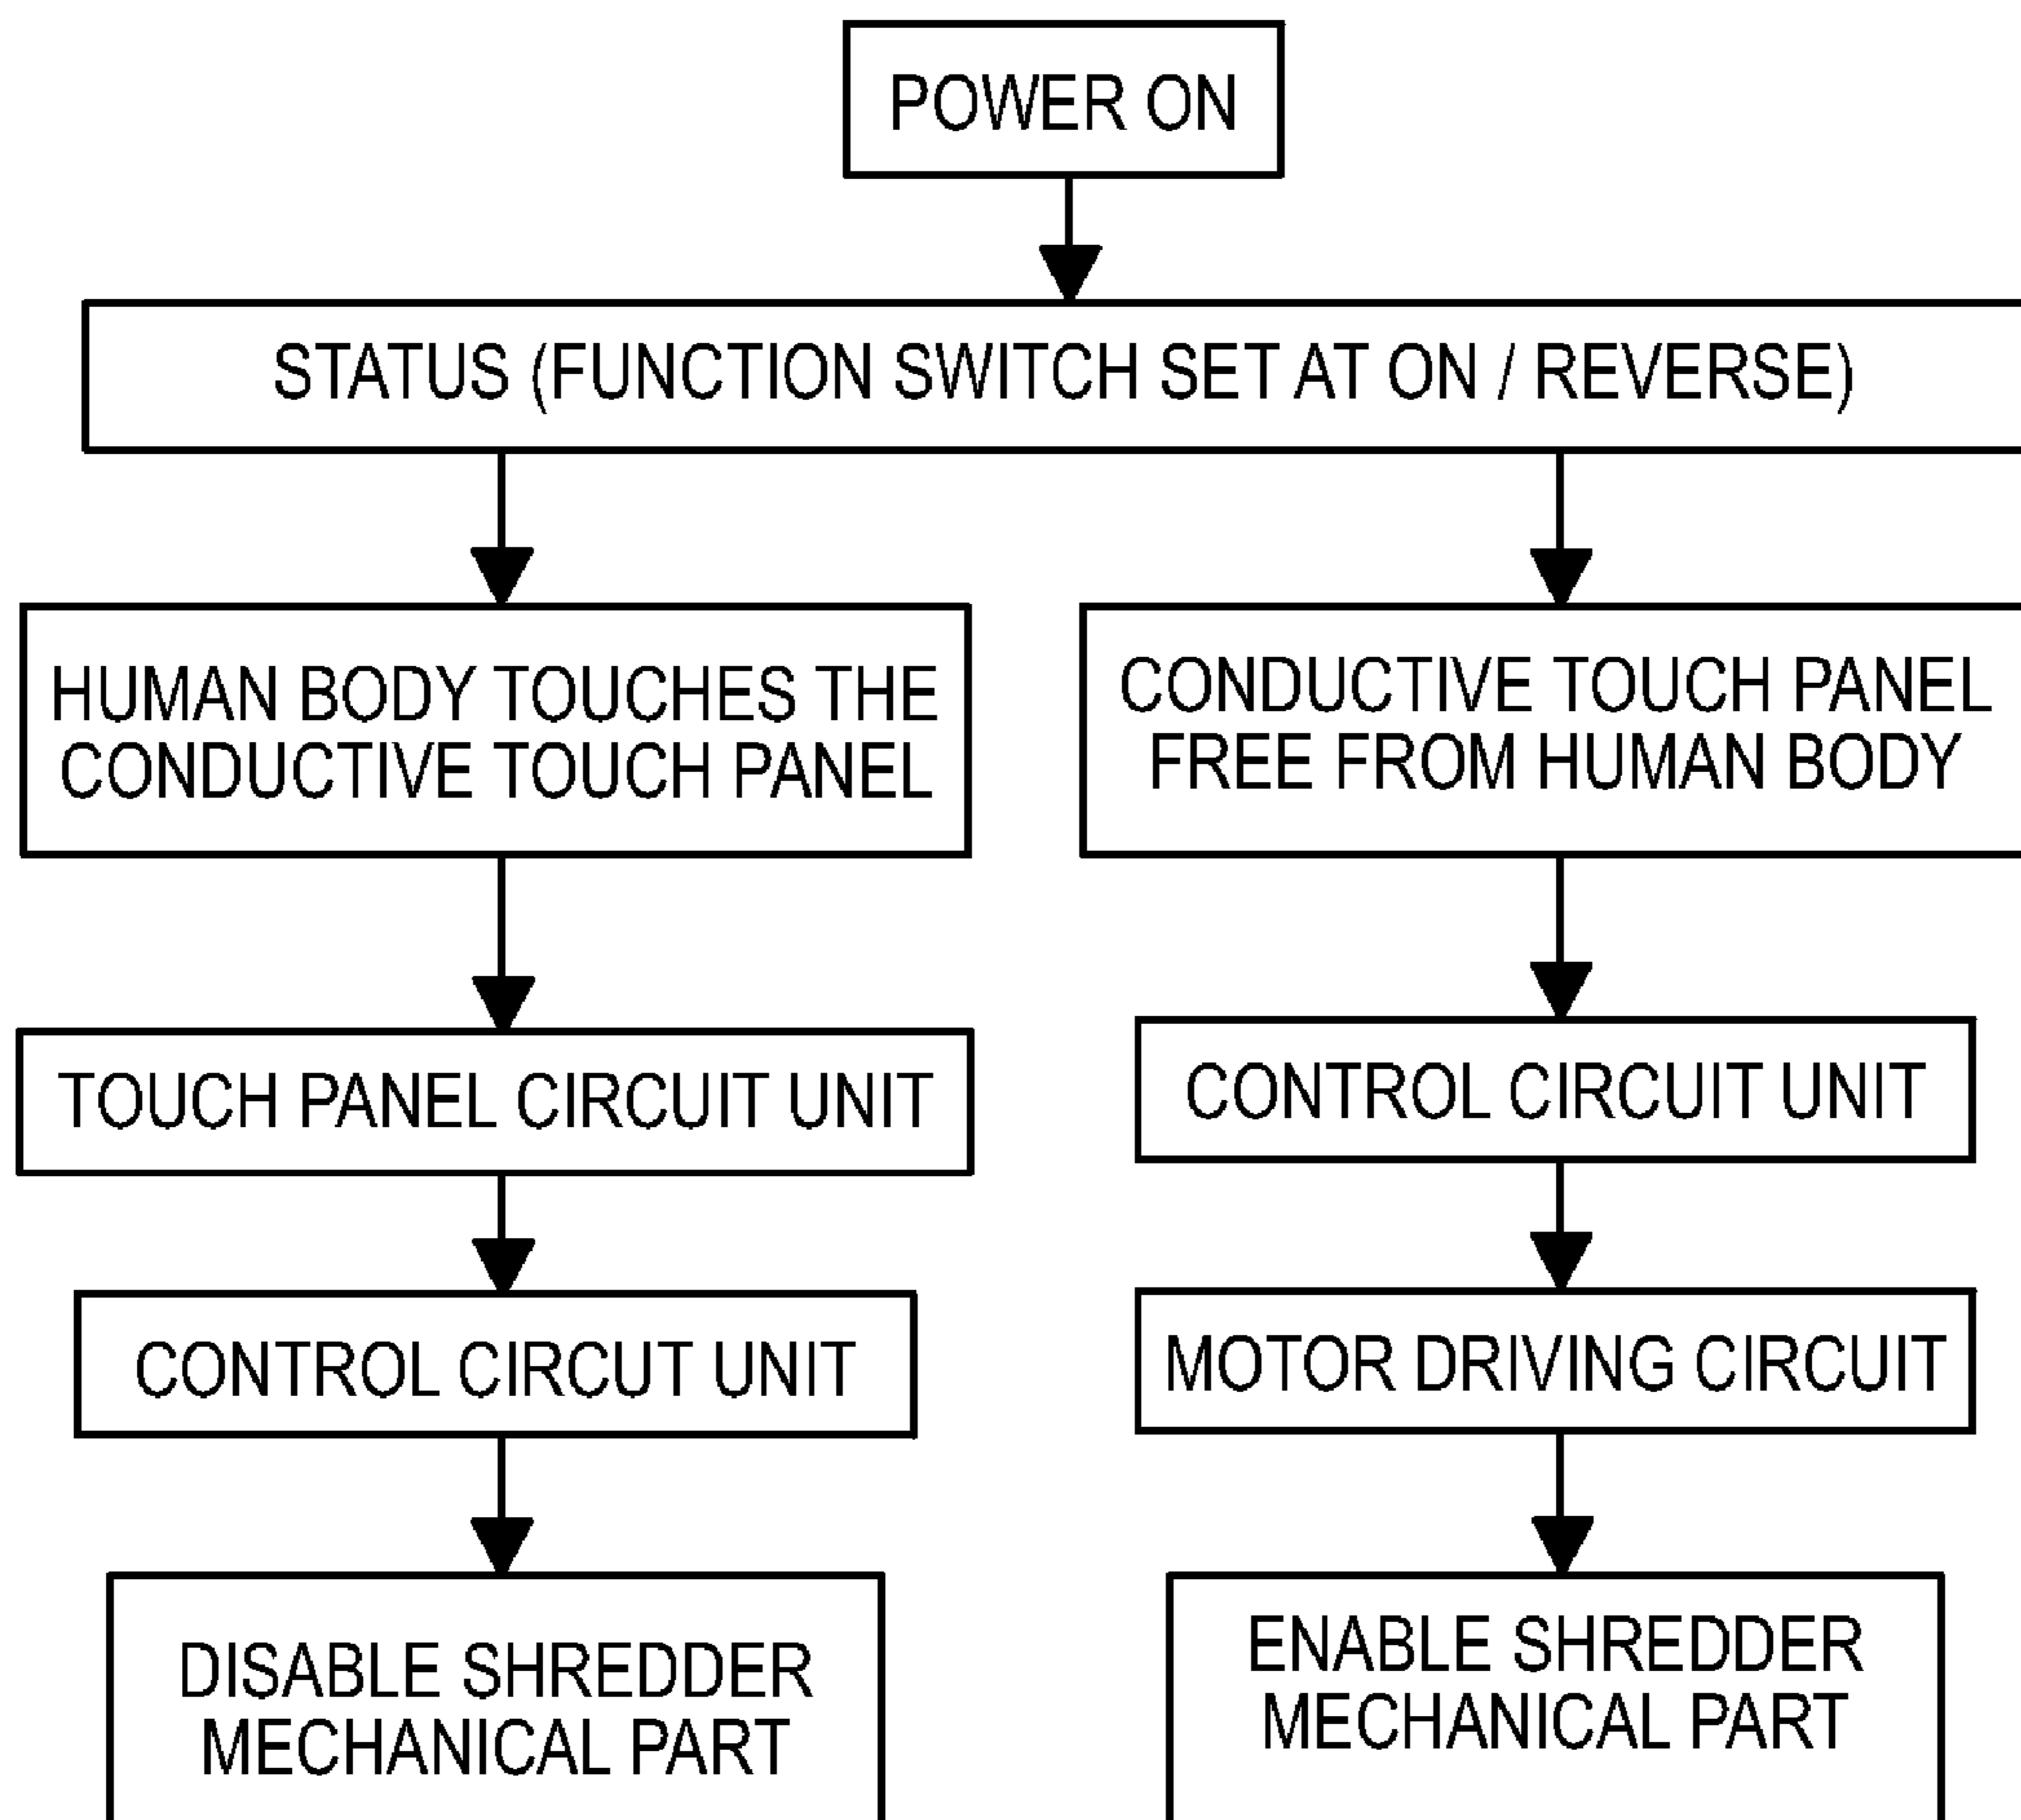 POWER ON
STATUS (FUNCTION SWITCH SET AT ON / REVERSE)
HUMAN BODY TOUCHES THE
CONDUCTIVE TOUCH PANEL
CONDUCTIVE TOUCH PANEL
FREE FROM HUMAN BODY
TOUCH PANEL CIRCUIT UNIT
CONTROL CIRCUIT UNIT
CONTROL CIRCUT UNIT
MOTOR DRIVING CIRCUIT
DISABLE SHREDDER
MECHANICAL PART
ENABLE SHREDDER
MECHANICAL PART